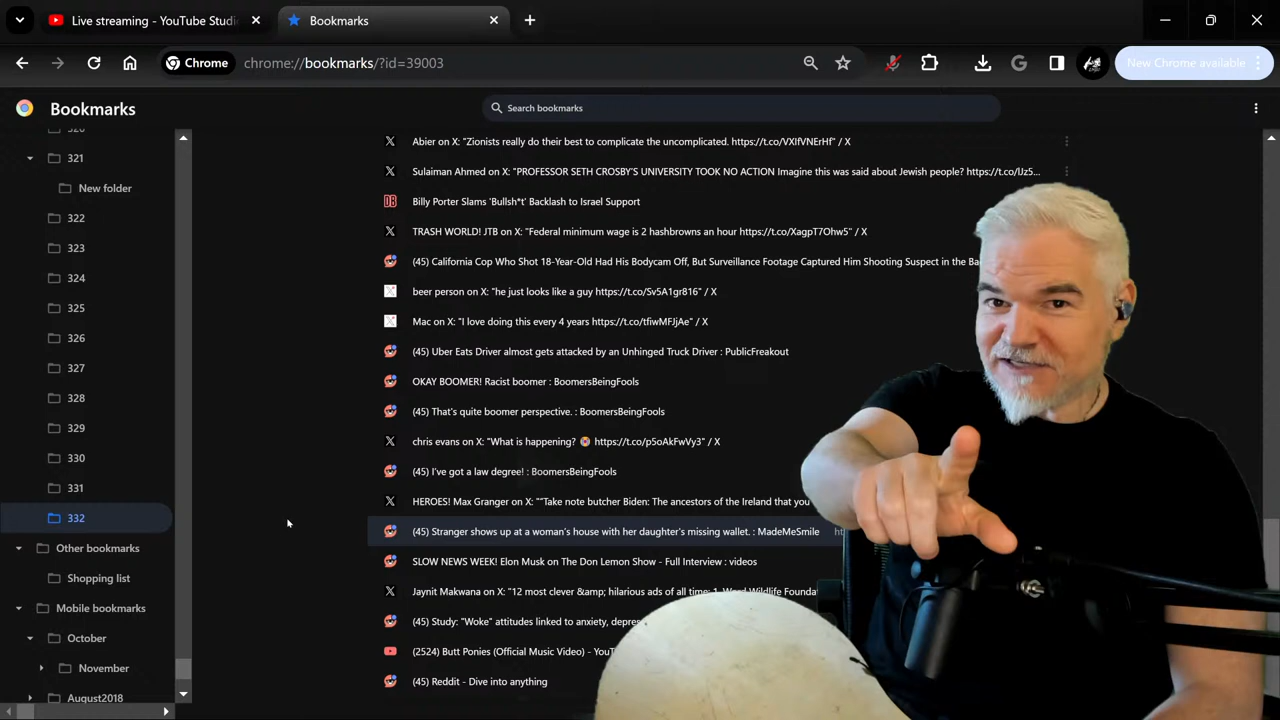 Live streaming - YouTube Studi
Bookmarks
Chrome
chrome://bookmarks/?id=39003
New Chrome available
Bookmarks
Search bookmarks
320
321
New folder
322
323
324
325
326
327
328
329
330
331
332
Other bookmarks
Shopping list
Mobile bookmarks
October
November
August2018
Abier on X: "Zionists really do their best to complicate the uncomplicated. https://t.co/VXIfVNErHf" / X
Sulaiman Ahmed on X: "PROFESSOR SETH CROSBY'S UNIVERSITY TOOK NO ACTION Imagine this was said about Jewish people? https://t.co/lJz5...
Billy Porter Slams 'Bullsh*t' Backlash to Israel Support
TRASH WORLD! JTB on X: "Federal minimum wage is 2 hashbrowns an hour https://t.co/XagpT7Ohw5" / X
(45) California Cop Who Shot 18-Year-Old Had His Bodycam Off, But Surveillance Footage Captured Him Shooting Suspect in the Ba
beer person on X: "he just looks like a guy https://t.co/Sv5A1gr816" / X
Mac on X: "I love doing this every 4 years https://t.co/tfiwMFJjAe" / X
(45) Uber Eats Driver almost gets attacked by an Unhinged Truck Driver : PublicFreakout
OKAY BOOMER! Racist boomer : BoomersBeingFools
(45) That's quite boomer perspective. : BoomersBeingFools
chris evans on X: "What is happening? https://t.co/p5oAkFwVy3" / X
(45) I've got a law degree! : BoomersBeingFools
HEROES! Max Granger on X: ""Take note butcher Biden: The ancestors of the Ireland that you
(45) Stranger shows up at a woman's house with her daughter's missing wallet. : MadeMeSmile
SLOW NEWS WEEK! Elon Musk on The Don Lemon Show - Full Interview : videos
Jaynit Makwana on X: "12 most clever &amp; hilarious ads of all time: 1. Word Wildlife Founda
(45) Study: "Woke" attitudes linked to anxiety, depres
(2524) Butt Ponies (Official Music Video) - YouT
(45) Reddit - Dive into anything